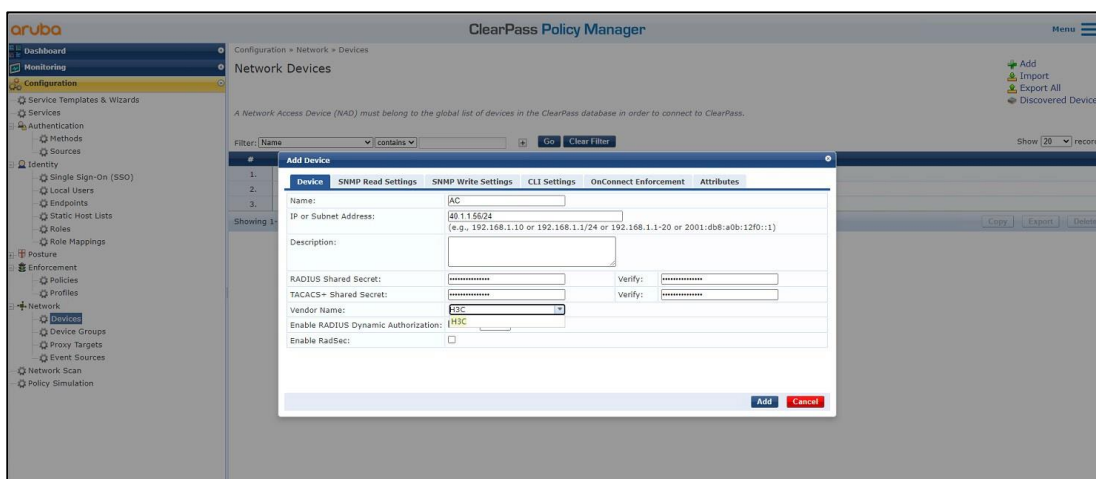 aruba
ClearPass Policy Manager
Menu
Dashboard
Monitoring
Configuration
Service Templates & Wizards
Services
Authentication
Methods
Sources
Identity
Single Sign-On (SSO)
Local Users
Endpoints
Static Host Lists
Roles
Role Mappings
Posture
Enforcement
Policies
Profiles
Network
Devices
Device Groups
Proxy Targets
Event Sources
Network Scan
Policy Simulation
Configuration » Network » Devices
Network Devices
Add
Import
Export All
Discovered Device
A Network Access Device (NAD) must belong to the global list of devices in the ClearPass database in order to connect to ClearPass.
Filter: Name contains Go Clear Filter
Show 20 recor
#
1.
2.
3.
Showing 1-
Copy Export Delete
Add Device
Device SNMP Read Settings SNMP Write Settings CLI Settings OnConnect Enforcement Attributes
Name: AC
IP or Subnet Address: 40.1.1.56/24
(e.g., 192.168.1.10 or 192.168.1.1/24 or 192.168.1.1-20 or 2001:db8:a0b:12f0::1)
Description:
RADIUS Shared Secret: Verify:
TACACS+ Shared Secret: Verify:
Vendor Name: H3C
Enable RADIUS Dynamic Authorization: H3C
Enable RadSec:
Add Cancel